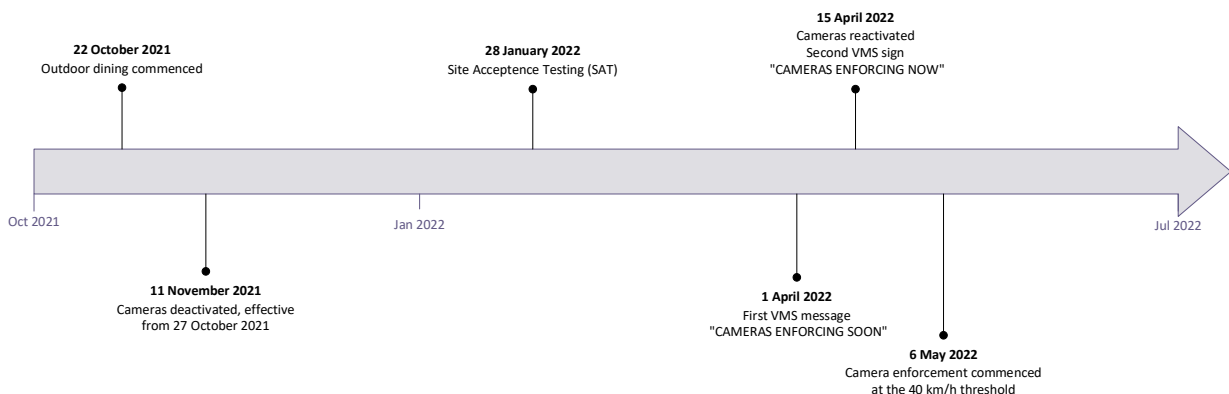 22 October 2021
Outdoor dining commenced
28 January 2022
Site Acceptence Testing (SAT)
15 April 2022
Cameras reactivated
Second VMS sign
"CAMERAS ENFORCING NOW"
Oct 2021
Jan 2022
Jul 2022
11 November 2021
Cameras deactivated, effective
from 27 October 2021
1 April 2022
First VMS message
"CAMERAS ENFORCING SOON"
6 May 2022
Camera enforcement commenced
at the 40 km/h threshold